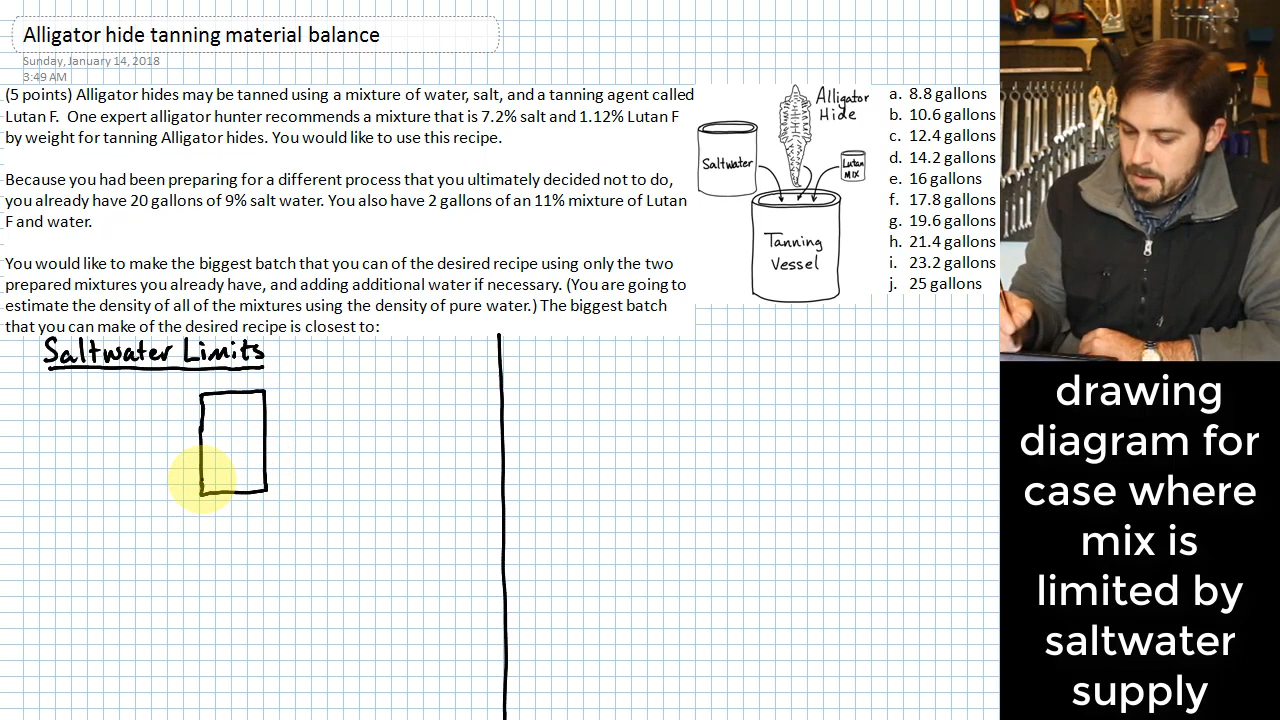 Alligator hide tanning material balance
Sunday, January 14, 2018
3:49 AM
(5 points) Alligator hides may be tanned using a mixture of water, salt, and a tanning agent called
Lutan F. One expert alligator hunter recommends a mixture that is 7.2% salt and 1.12% Lutan F
by weight for tanning Alligator hides. You would like to use this recipe.
Because you had been preparing for a different process that you ultimately decided not to do,
you already have 20 gallons of 9% salt water. You also have 2 gallons of an 11% mixture of Lutan
F and water.
You would like to make the biggest batch that you can of the desired recipe using only the two
prepared mixtures you already have, and adding additional water if necessary. (You are going to
estimate the density of all of the mixtures using the density of pure water.) The biggest batch
that you can make of the desired recipe is closest to:
Alligator
Hide
Saltwater
Lutan
MIX
Tanning
Vessel
a. 8.8 gallons
b. 10.6 gallons
c. 12.4 gallons
d. 14.2 gallons
e. 16 gallons
f. 17.8 gallons
g. 19.6 gallons
h. 21.4 gallons
i. 23.2 gallons
j. 25 gallons
Saltwater Limits
drawing
diagram for
case where
mix is
limited by
saltwater
supply